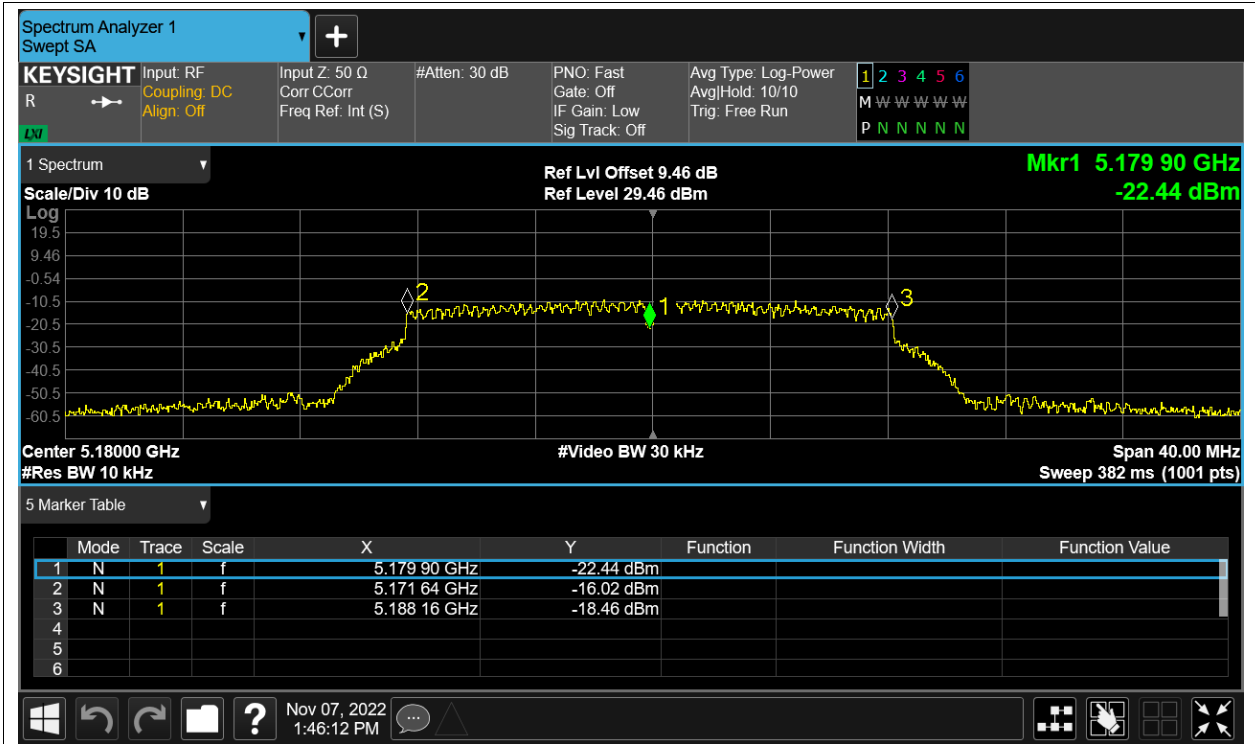 Spectrum Analyzer 1
Swept SA
+
KEYSIGHT
R
LXI
Input: RF
Coupling: DC
Align: Off
Input Z: 50 Ω
Corr CCorr
Freq Ref: Int (S)
#Atten: 30 dB
PNO: Fast
Gate: Off
IF Gain: Low
Sig Track: Off
Avg Type: Log-Power
Avg|Hold: 10/10
Trig: Free Run
1 2 3 4 5 6
M W W W W W
P N N N N N
1 Spectrum
Scale/Div 10 dB
Ref Lvl Offset 9.46 dB
Ref Level 29.46 dBm
Mkr1 5.179 90 GHz
-22.44 dBm
Log
19.5
9.46
-0.54
-10.5
-20.5
-30.5
-40.5
-50.5
-60.5
2
1
3
Center 5.18000 GHz
#Res BW 10 kHz
#Video BW 30 kHz
Span 40.00 MHz
Sweep 382 ms (1001 pts)
5 Marker Table
Mode Trace Scale X Y Function Function Width Function Value
1 N 1 f 5.179 90 GHz -22.44 dBm
2 N 1 f 5.171 64 GHz -16.02 dBm
3 N 1 f 5.188 16 GHz -18.46 dBm
4
5
6
?
Nov 07, 2022
1:46:12 PM